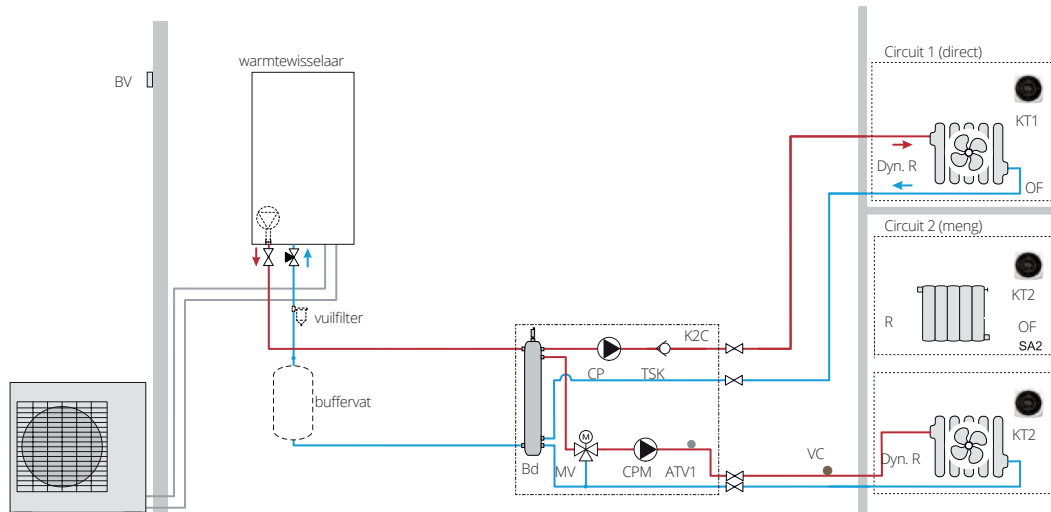 warmtewisselaar
BV
Circuit 1 (direct)
KT1
Dyn. R
OF
Circuit 2 (meng)
KT2
R
OF
SA2
vuilfilter
K2C
CP
TSK
buffervat
M
Bd
MV
CPM
ATV1
VC
Dyn. R
KT2